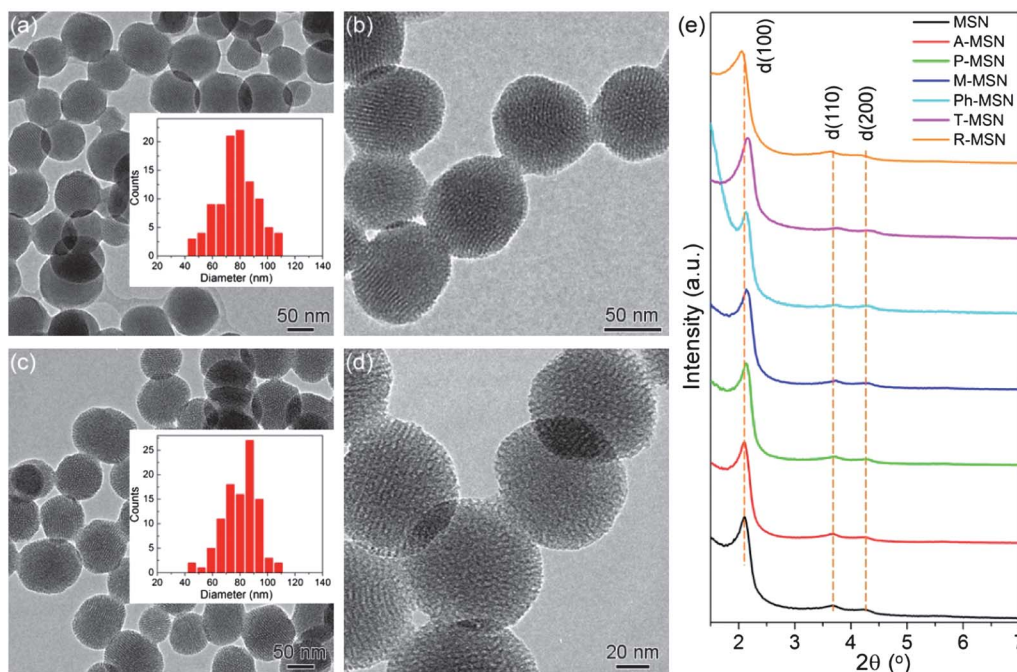 (a)
Counts
20
15
10
5
0
20 40 60 80 100 120 140
Diameter (nm)
50 nm
(b)
50 nm
(c)
Counts
25
20
15
10
5
0
20 40 60 80 100 120 140
Diameter (nm)
50 nm
(d)
20 nm
(e)
d(100)
d(110)
d(200)
MSN
A-MSN
P-MSN
M-MSN
Ph-MSN
T-MSN
R-MSN
Intensity (a.u.)
2 3 4 5 6 7
2θ (º)